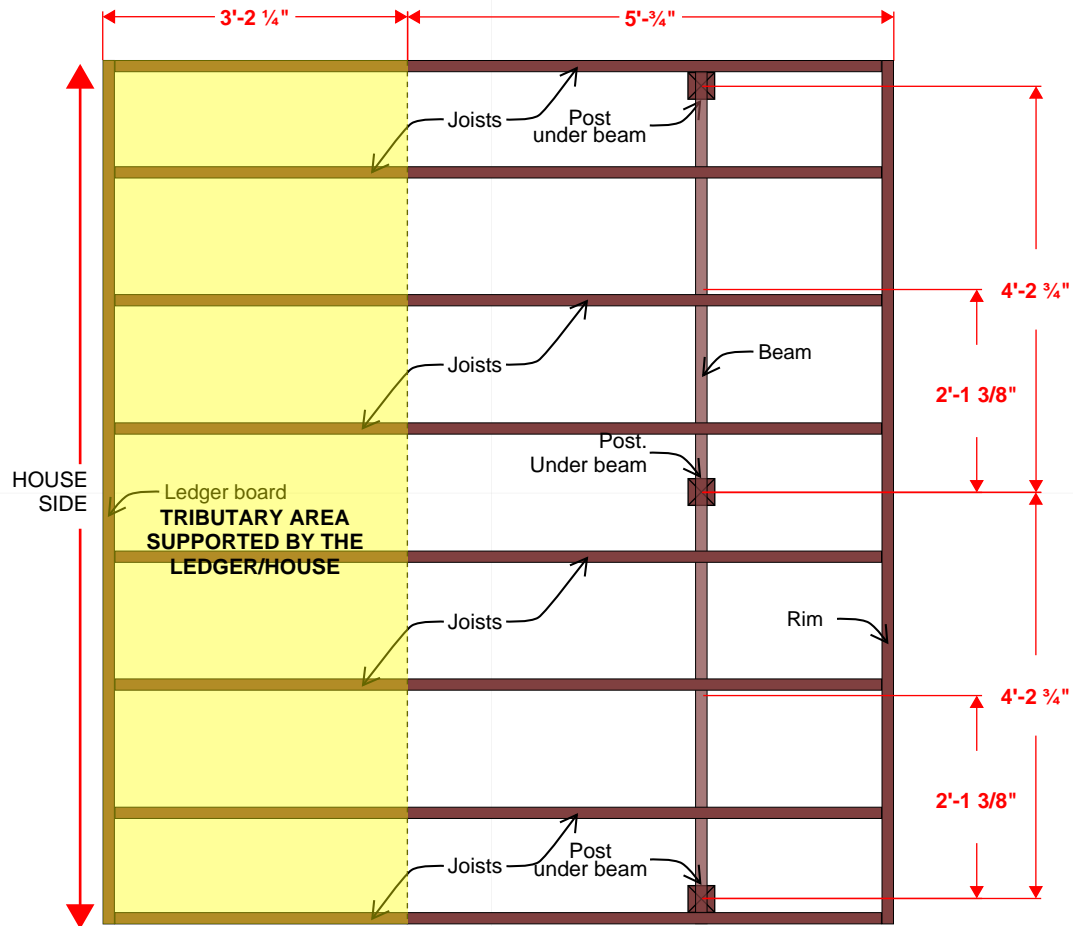 3'-2 ¼"
5'-¾"
Joists
Post
under beam
4'-2 ¾"
Joists
Beam
2'-1 3/8"
Post.
Under beam
HOUSE
SIDE
Ledger board
TRIBUTARY AREA
SUPPORTED BY THE
LEDGER/HOUSE
Joists
Rim
4'-2 ¾"
2'-1 3/8"
Joists
Post
under beam